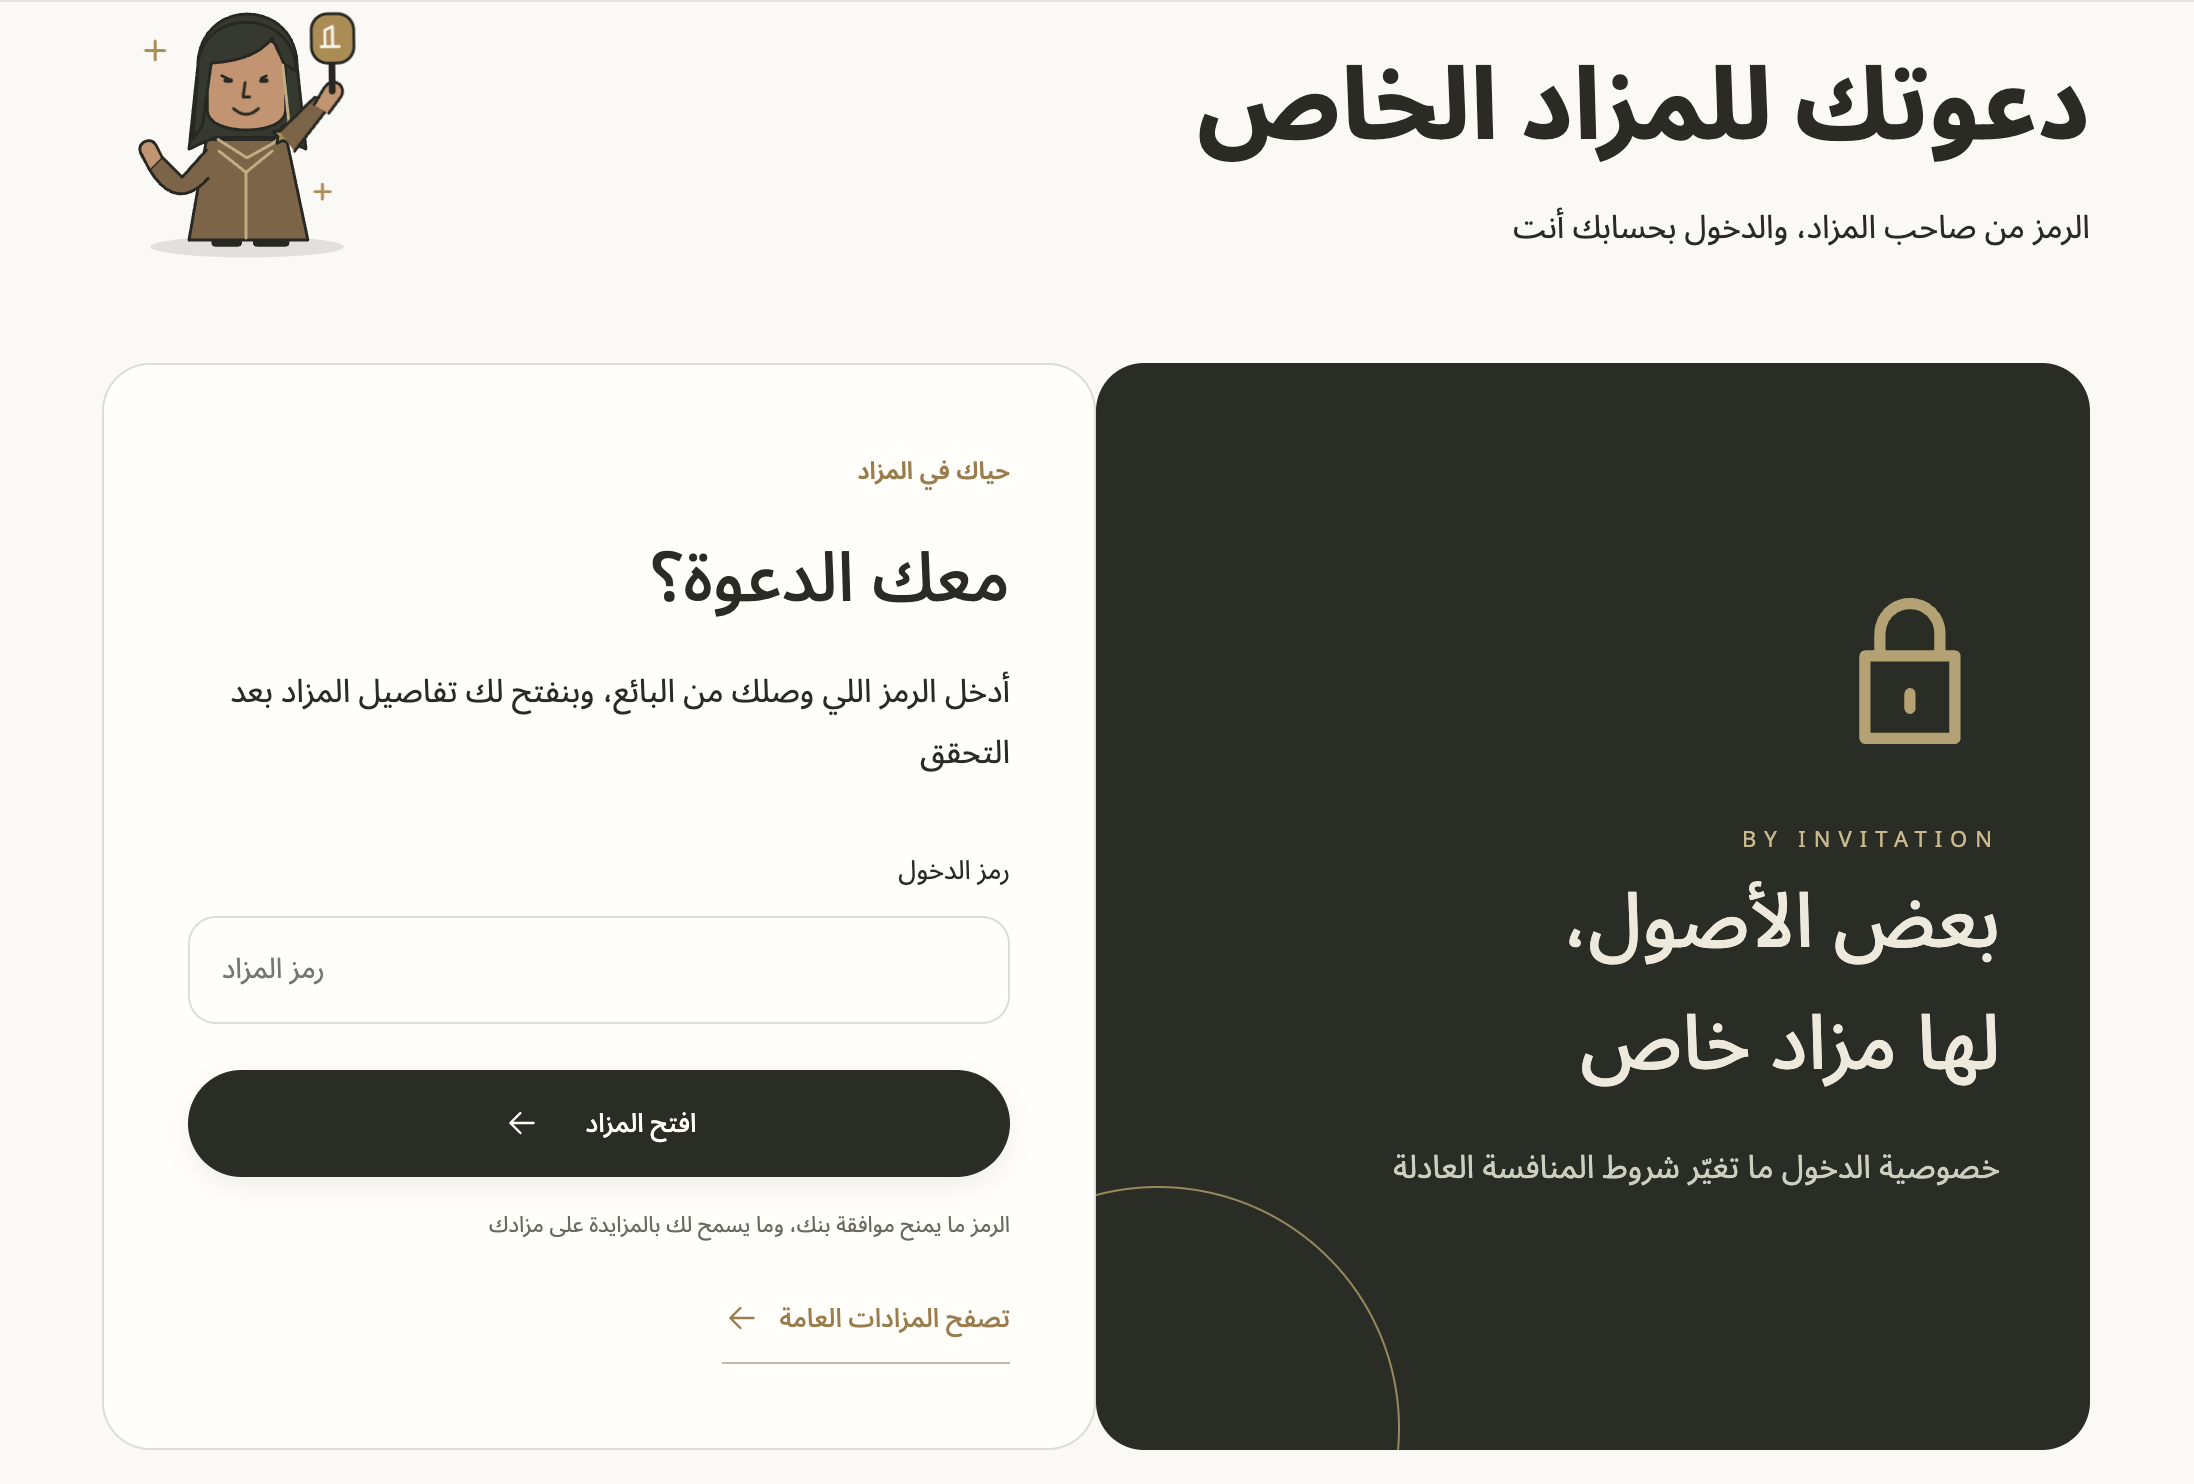 1
دعوتك للمزاد الخاص
الرمز من صاحب المزاد، والدخول بحسابك أنت
BY INVITATION
بعض الأصول،
لها مزاد خاص
خصوصية الدخول ما تغيّر شروط المنافسة العادلة
حياك في المزاد
معك الدعوة؟
أدخل الرمز اللي وصلك من البائع، وبنفتح لك تفاصيل المزاد بعد
التحقق
رمز الدخول
رمز المزاد
افتح المزاد ←
الرمز ما يمنح موافقة بنك، وما يسمح لك بالمزايدة على مزادك
تصفح المزادات العامة ←